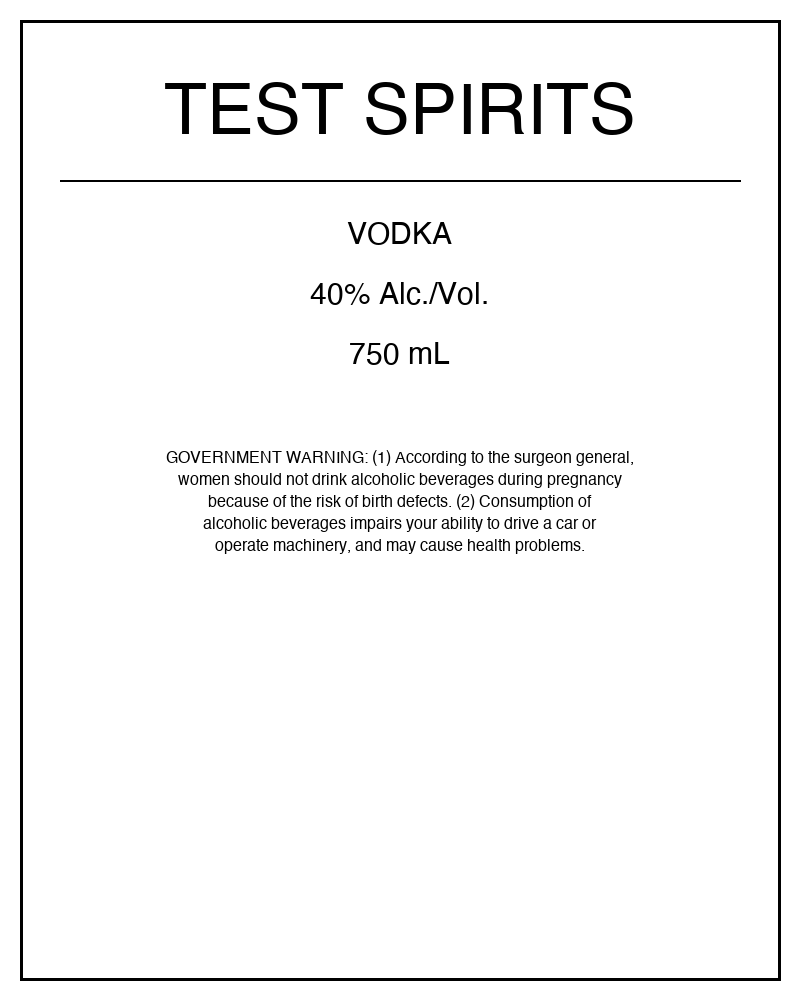 TEST SPIRITS
VODKA
40% Alc./Vol.
750 mL
GOVERNMENT WARNING: (1) According to the surgeon general,
women should not drink alcoholic beverages during pregnancy
because of the risk of birth defects. (2) Consumption of
alcoholic beverages impairs your ability to drive a car or
operate machinery, and may cause health problems.